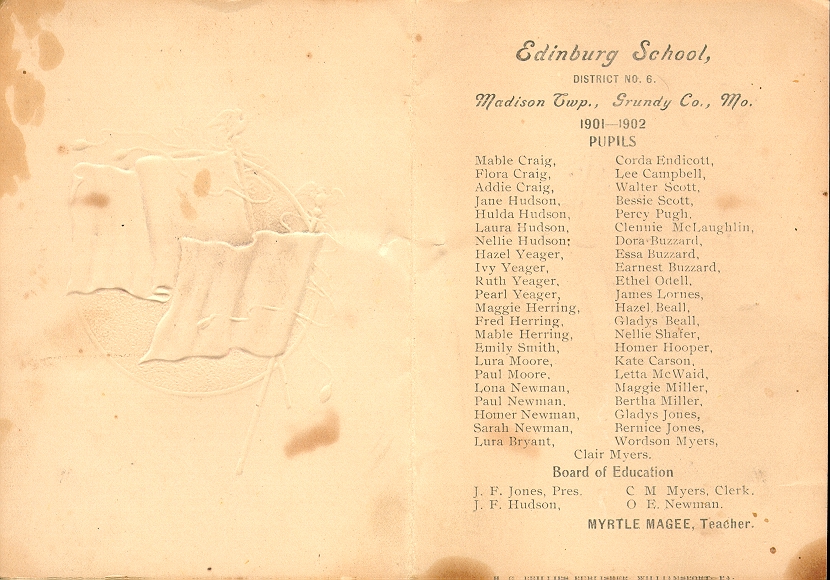 Edinburg School,
DISTRICT NO. 6.
Madison Twp., Grundy Co., Mo.
1901—1902
PUPILS
Mable Craig,
Flora Craig,
Addie Craig,
Jane Hudson,
Hulda Hudson,
Laura Hudson,
Nellie Hudson;
Hazel Yeager,
Ivy Yeager,
Ruth Yeager,
Pearl Yeager,
Maggie Herring,
Fred Herring,
Mable Herring,
Emily Smith,
Lura Moore,
Paul Moore,
Lona Newman,
Paul Newman,
Homer Newman,
Sarah Newman,
Lura Bryant,
Corda Endicott,
Lee Campbell,
Walter Scott,
Bessie Scott,
Percy Pugh,
Clennie McLaughlin,
Dora Buzzard,
Essa Buzzard,
Earnest Buzzard,
Ethel Odell,
James Lornes,
Hazel Beall,
Gladys Beall,
Nellie Shafer,
Homer Hooper,
Kate Carson,
Letta McWaid,
Maggie Miller,
Bertha Miller,
Gladys Jones,
Bernice Jones,
Wordson Myers,
Clair Myers.
Board of Education
J. F. Jones, Pres.
J. F. Hudson,
C M Myers, Clerk.
O E. Newman.
MYRTLE MAGEE, Teacher.